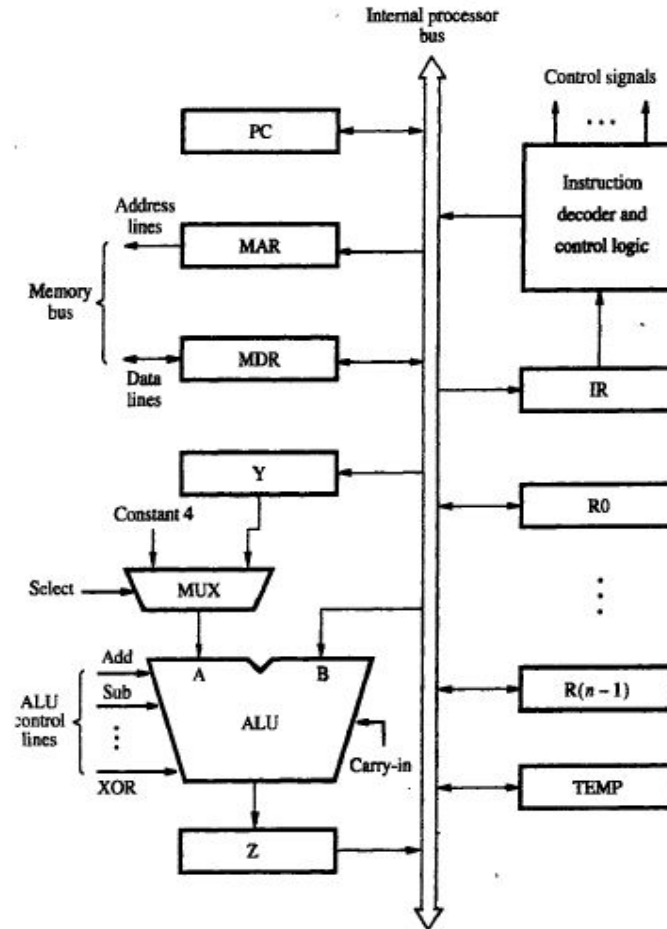 Internal processor
bus
Control signals
...
PC
Instruction
decoder and
control logic
Address
lines
MAR
Memory
bus
MDR
Data
lines
IR
Y
R0
Constant 4
Select
MUX
⋮
Add
A
B
Sub
R(n - 1)
ALU
control
lines
⋮
ALU
Carry-in
XOR
TEMP
Z